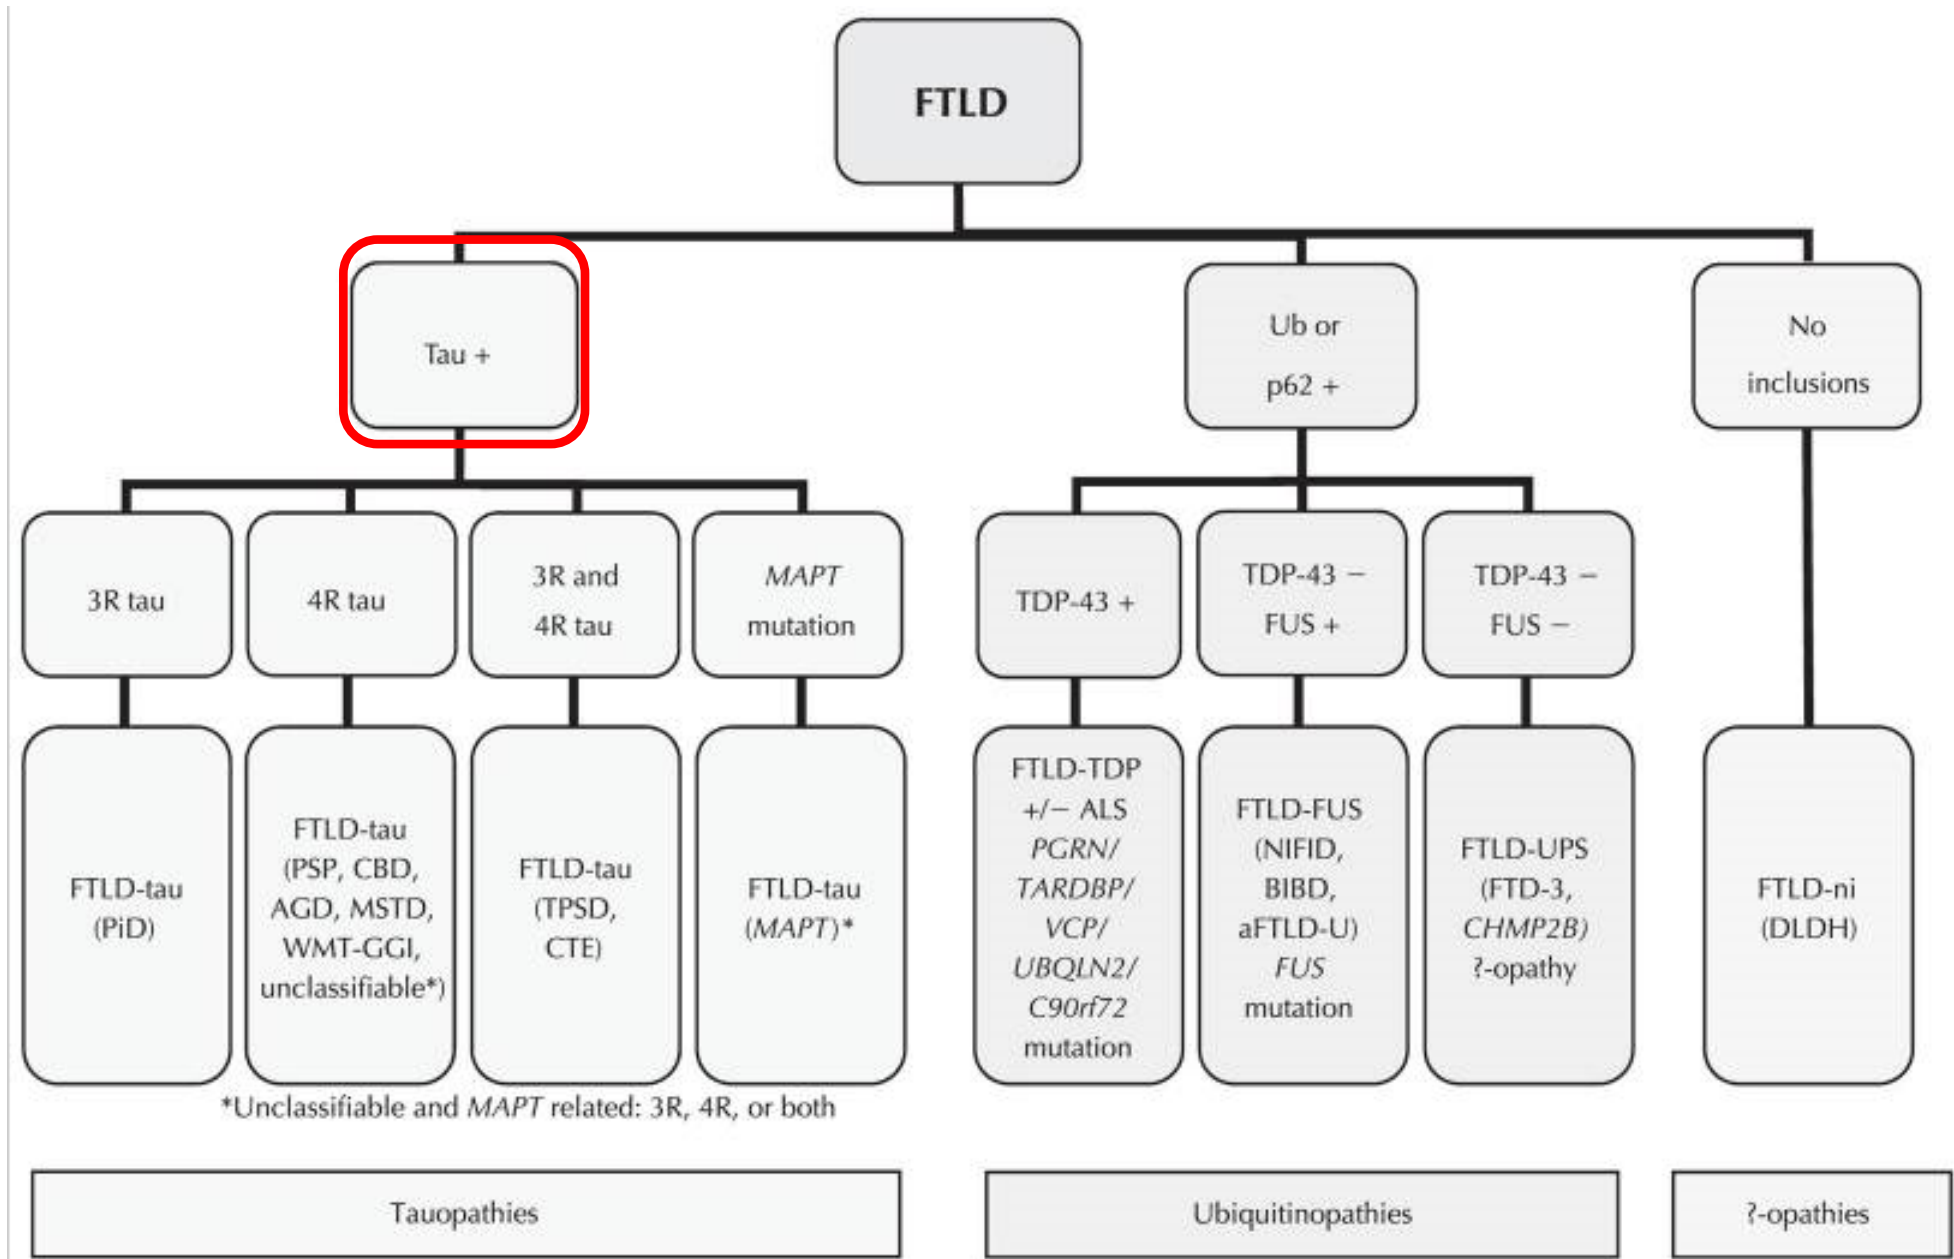 FTLD
Tau +
Ub or
p62 +
No
inclusions
3R tau
4R tau
3R and
4R tau
MAPT
mutation
TDP-43 +
TDP-43 −
FUS +
TDP-43 −
FUS −
FTLD-tau
(PiD)
FTLD-tau
(PSP, CBD,
AGD, MSTD,
WMT-GGI,
unclassifiable*)
FTLD-tau
(TPSD,
CTE)
FTLD-tau
(MAPT)*
FTLD-TDP
+/− ALS
PGRN/
TARDBP/
VCP/
UBQLN2/
C90rf72
mutation
FTLD-FUS
(NIFID,
BIBD,
aFTLD-U)
FUS
mutation
FTLD-UPS
(FTD-3,
CHMP2B)
?-opathy
FTLD-ni
(DLDH)
*Unclassifiable and MAPT related: 3R, 4R, or both
Tauopathies
Ubiquitinopathies
?-opathies